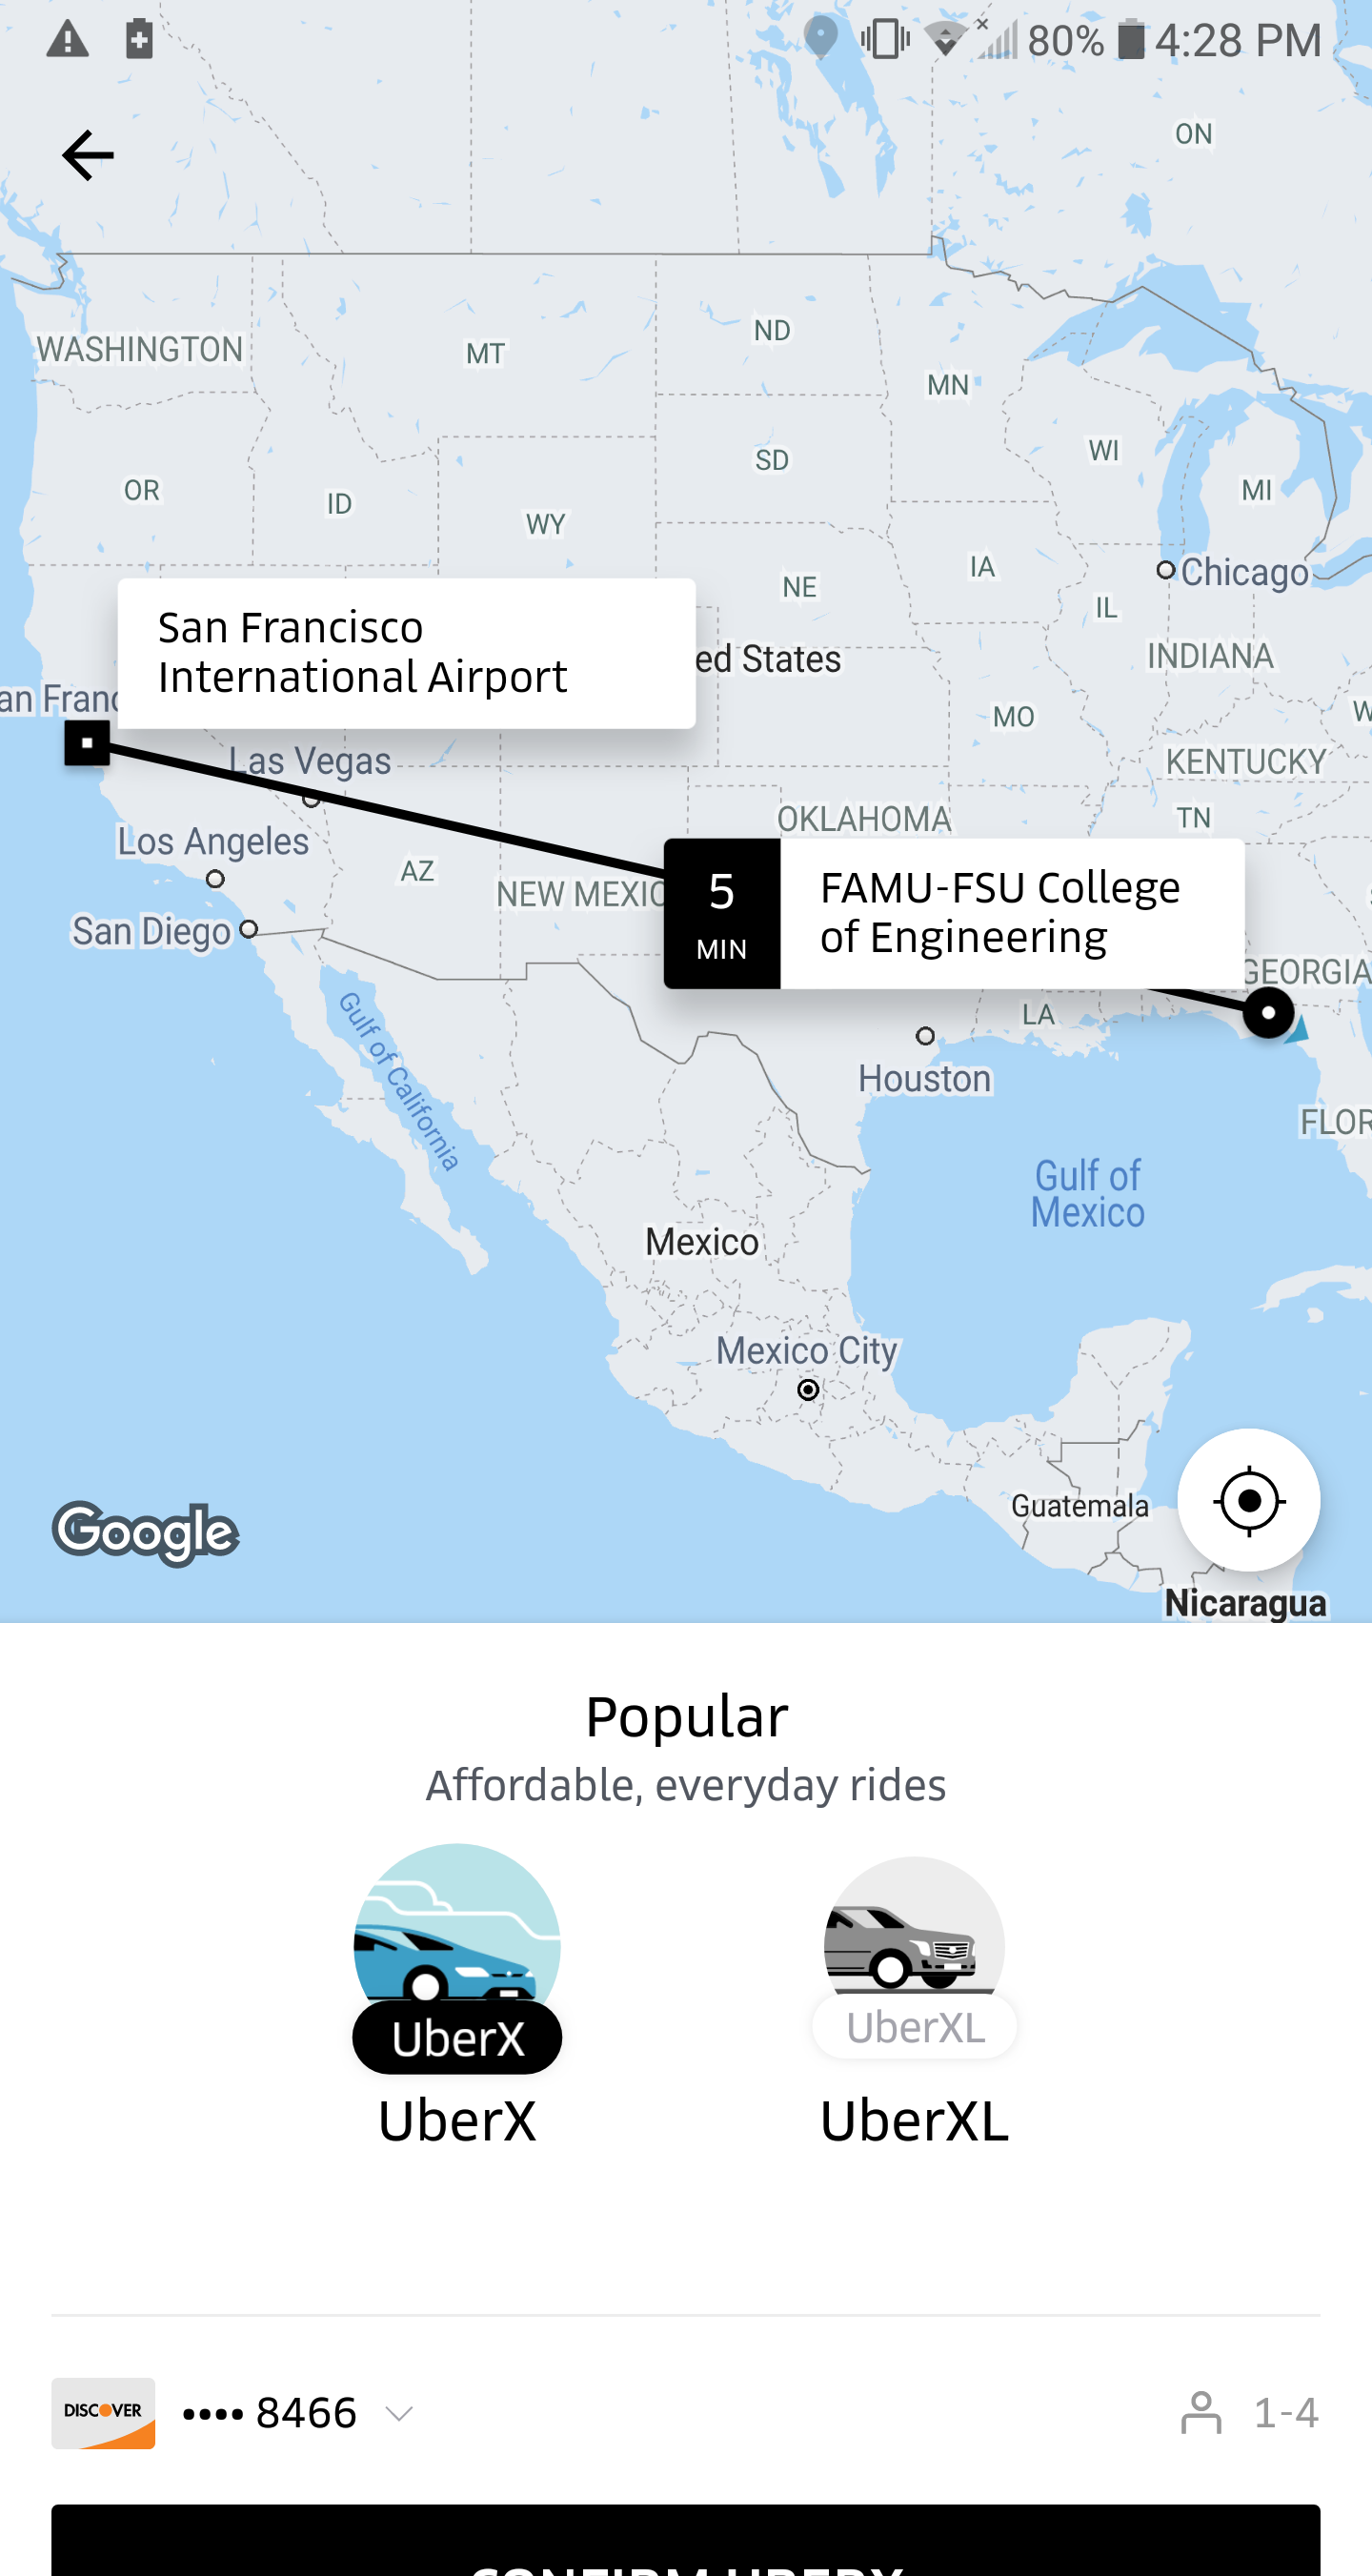 80% 4:28 PM
ON
WASHINGTON
MT
ND
MN
OR
ID
WY
SD
WI
MI
NE
IA
IL
Chicago
San Francisco
International Airport
ed States
INDIANA
an Franc
MO
W
KENTUCKY
Las Vegas
OKLAHOMA
TN
Los Angeles
AZ
NEW MEXIC
5
MIN
FAMU-FSU College
of Engineering
San Diego
GEORGIA
LA
Gulf of California
Houston
FLOR
Gulf of
Mexico
Mexico
Mexico City
Google
Guatemala
Nicaragua
Popular
Affordable, everyday rides
UberX
UberXL
UberX
UberXL
DISCOVER
•••• 8466
1-4
CONFIRM UBERX